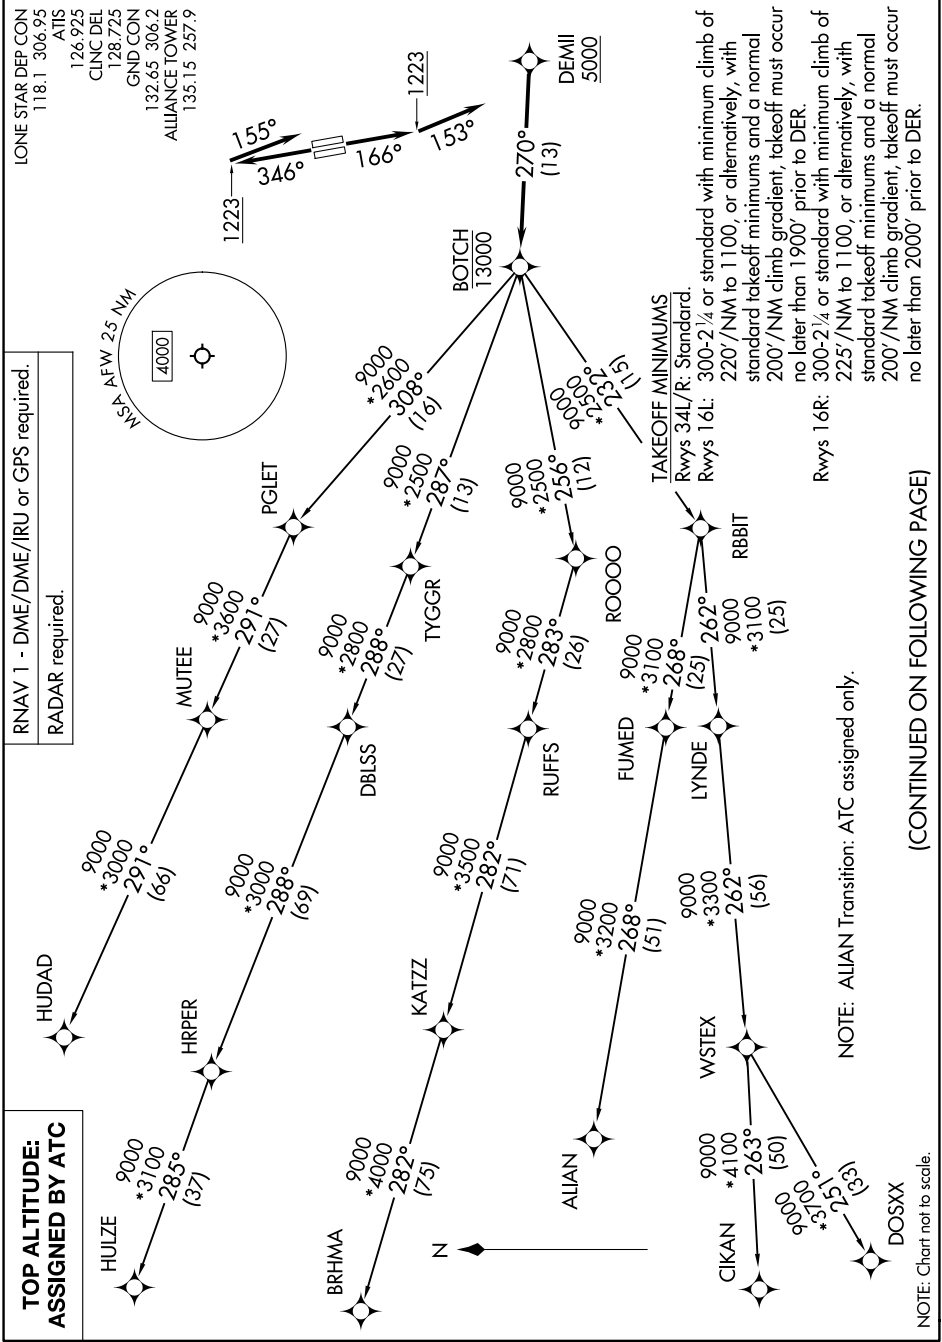 TOP ALTITUDE:
ASSIGNED BY ATC
RNAV 1 - DME/DME/IRU or GPS required.
RADAR required.
LONE STAR DEP CON
118.1 306.95
ATIS
126.925
CLNC DEL
128.725
GND CON
132.65 306.2
ALLIANCE TOWER
135.15 257.9
MSA AFW 25 NM
4000
1223
155°
346°
166°
1223
153°
DEMII
5000
270°
(13)
BOTCH
13000
9000
*2600
308°
(16)
PGLET
9000
*3600
291°
(27)
MUTEE
9000
*3000
291°
(66)
HUDAD
9000
*2500
287°
(13)
TYGGR
9000
*2800
288°
(27)
DBLSS
9000
*3000
288°
(69)
HRPER
9000
*3100
285°
(37)
HULZE
9000
*2500
256°
(12)
ROOOO
9000
*2800
283°
(26)
RUFFS
9000
*3500
282°
(71)
KATZZ
9000
*4000
282°
(75)
BRHMA
9000
*2500
232°
(15)
RBBIT
9000
*3100
268°
(25)
FUMED
9000
*3200
268°
(51)
ALIAN
262°
9000
*3100
(25)
LYNDE
9000
*3300
262°
(56)
WSTEX
9000
*4100
263°
(50)
CIKAN
9000
*3700
251°
(33)
DOSXX
N
TAKEOFF MINIMUMS
Rwys 34L/R: Standard.
Rwys 16L: 300-2¼ or standard with minimum climb of
220'/NM to 1100, or alternatively, with
standard takeoff minimums and a normal
200'/NM climb gradient, takeoff must occur
no later than 1900' prior to DER.
Rwys 16R: 300-2¼ or standard with minimum climb of
225'/NM to 1100, or alternatively, with
standard takeoff minimums and a normal
200'/NM climb gradient, takeoff must occur
no later than 2000' prior to DER.
NOTE: ALIAN Transition: ATC assigned only.
(CONTINUED ON FOLLOWING PAGE)
NOTE: Chart not to scale.